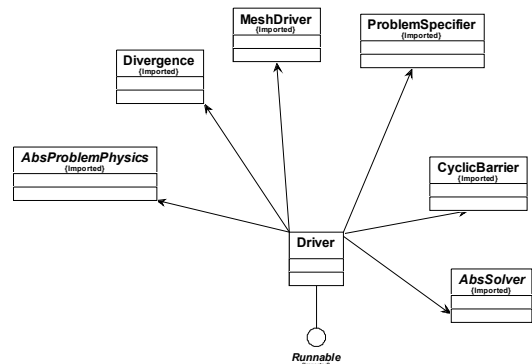 MeshDriver
{Imported}
ProblemSpecifier
{Imported}
Divergence
{Imported}
AbsProblemPhysics
{Imported}
CyclicBarrier
{Imported}
Driver
AbsSolver
{Imported}
Runnable